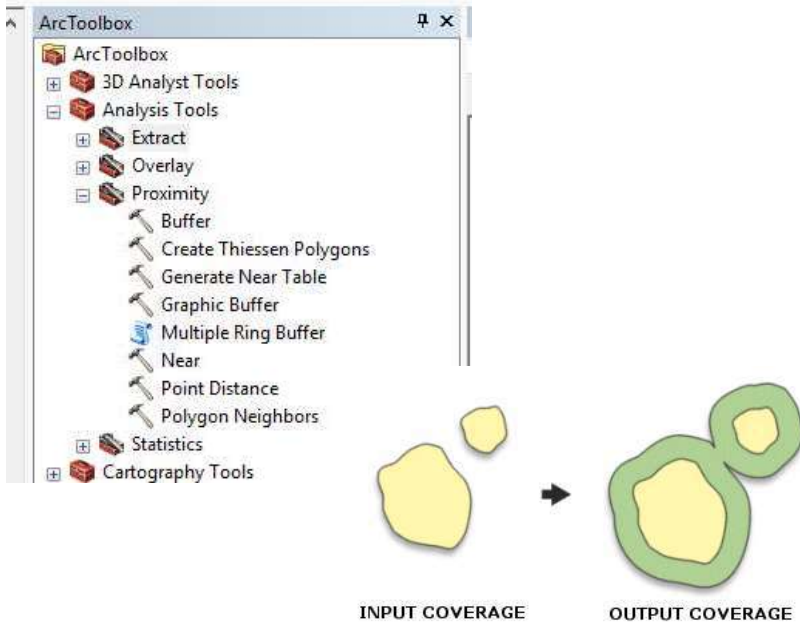 ArcToolbox
ArcToolbox
3D Analyst Tools
Analysis Tools
Extract
Overlay
Proximity
Buffer
Create Thiessen Polygons
Generate Near Table
Graphic Buffer
Multiple Ring Buffer
Near
Point Distance
Polygon Neighbors
Statistics
Cartography Tools
INPUT COVERAGE
OUTPUT COVERAGE